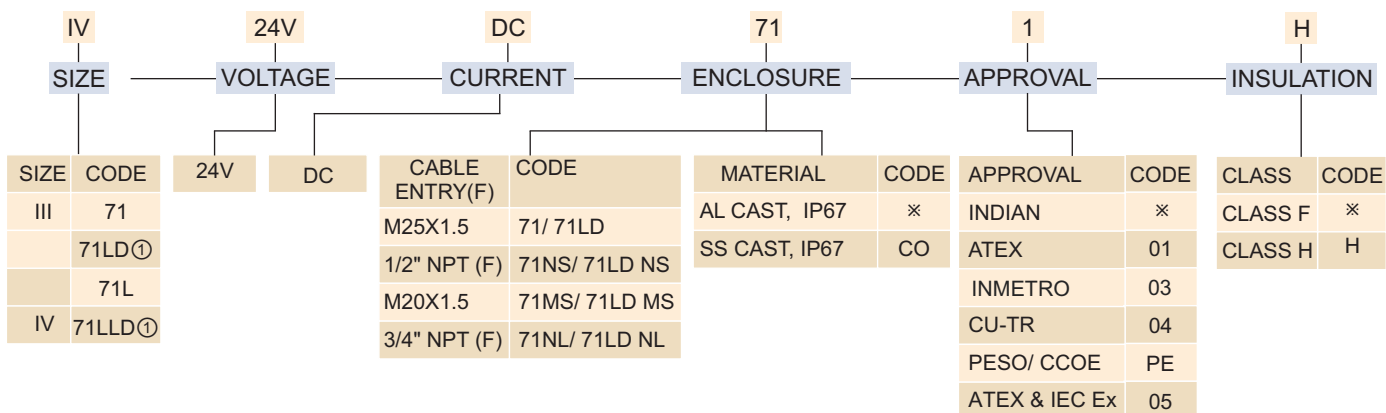 IV 24V DC 71 1 H
SIZE VOLTAGE CURRENT ENCLOSURE APPROVAL INSULATION
SIZE CODE
III 71
71LD①
71L
IV 71LLD①
24V
DC
CABLE ENTRY(F) CODE
M25X1.5 71/ 71LD
1/2" NPT (F) 71NS/ 71LD NS
M20X1.5 71MS/ 71LD MS
3/4" NPT (F) 71NL/ 71LD NL
MATERIAL CODE
AL CAST, IP67 ※
SS CAST, IP67 CO
APPROVAL CODE
INDIAN ※
ATEX 01
INMETRO 03
CU-TR 04
PESO/ CCOE PE
ATEX & IEC Ex 05
CLASS CODE
CLASS F ※
CLASS H H